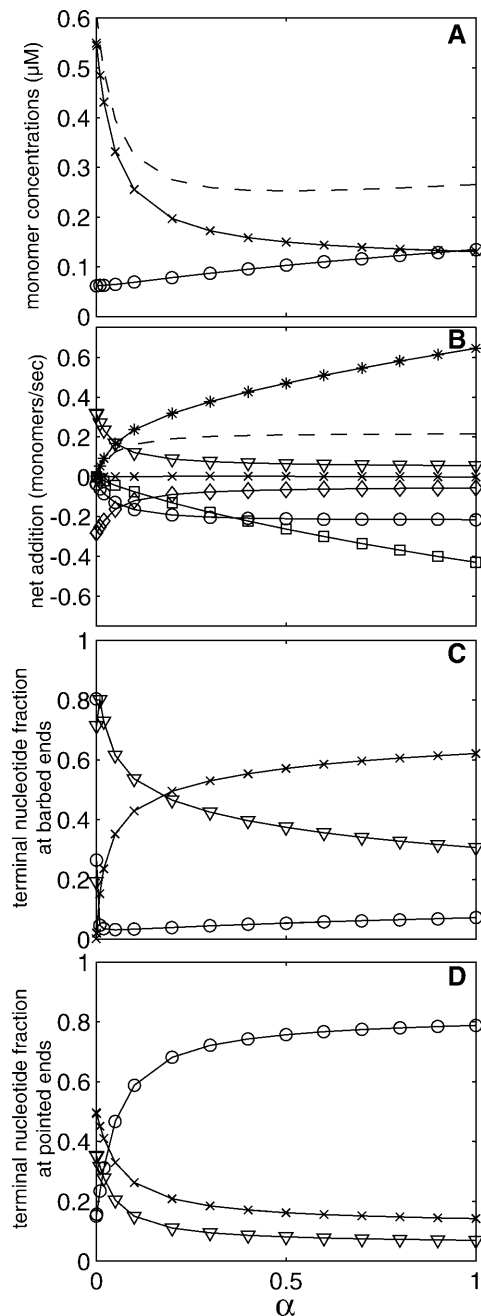 A
0.6
0.5
0.4
0.3
0.2
0.1
0
monomer concentrations (μM)
B
0.6
0.4
0.2
0
-0.2
-0.4
-0.6
net addition (monomers/sec)
C
1
0.8
0.6
0.4
0.2
0
terminal nucleotide fraction
at barbed ends
D
1
0.8
0.6
0.4
0.2
0
terminal nucleotide fraction
at pointed ends
0 0.5 1
α